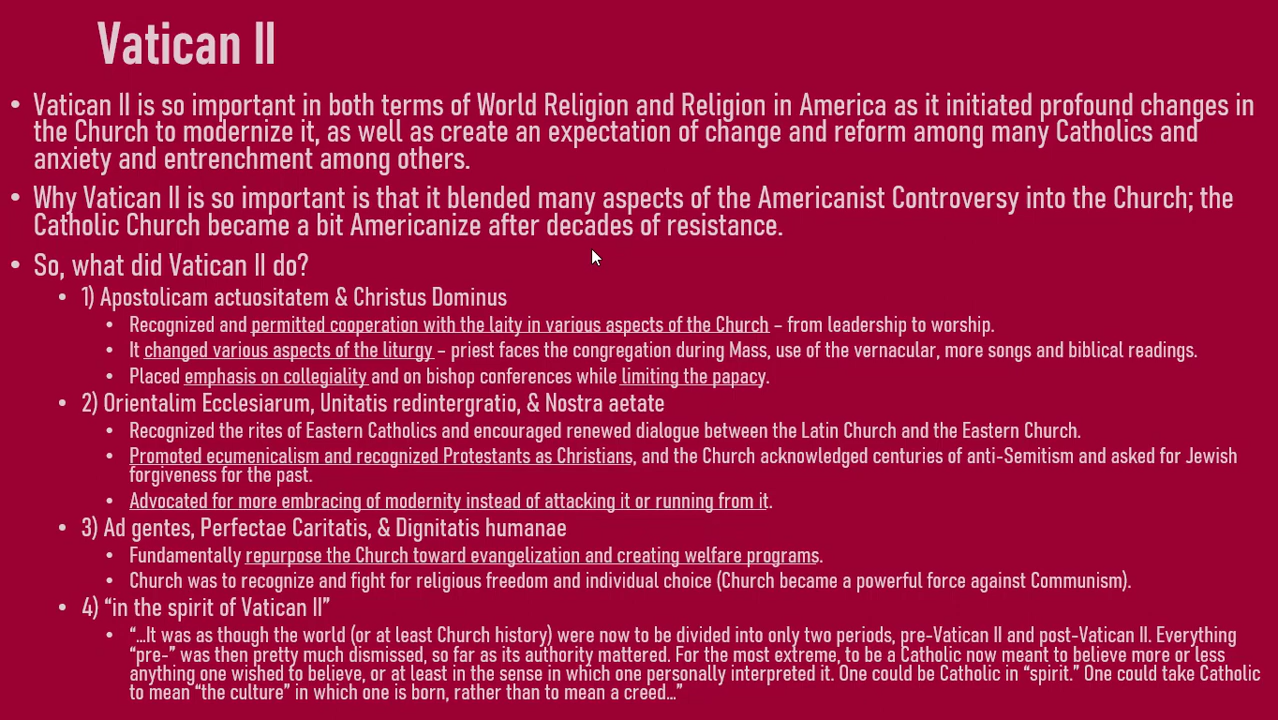 Vatican II
• Vatican II is so important in both terms of World Religion and Religion in America as it initiated profound changes in
the Church to modernize it, as well as create an expectation of change and reform among many Catholics and
anxiety and entrenchment among others.
• Why Vatican II is so important is that it blended many aspects of the Americanist Controversy into the Church; the
Catholic Church became a bit Americanize after decades of resistance.
• So, what did Vatican II do?
• 1) Apostolicam actuositatem & Christus Dominus
• Recognized and permitted cooperation with the laity in various aspects of the Church – from leadership to worship.
• It changed various aspects of the liturgy – priest faces the congregation during Mass, use of the vernacular, more songs and biblical readings.
• Placed emphasis on collegiality and on bishop conferences while limiting the papacy.
• 2) Orientalim Ecclesiarum, Unitatis redintergratio, & Nostra aetate
• Recognized the rites of Eastern Catholics and encouraged renewed dialogue between the Latin Church and the Eastern Church.
• Promoted ecumenicalism and recognized Protestants as Christians, and the Church acknowledged centuries of anti-Semitism and asked for Jewish
forgiveness for the past.
• Advocated for more embracing of modernity instead of attacking it or running from it.
• 3) Ad gentes, Perfectae Caritatis, & Dignitatis humanae
• Fundamentally repurpose the Church toward evangelization and creating welfare programs.
• Church was to recognize and fight for religious freedom and individual choice (Church became a powerful force against Communism).
• 4) “in the spirit of Vatican II”
• “…It was as though the world (or at least Church history) were now to be divided into only two periods, pre-Vatican II and post-Vatican II. Everything
“pre-” was then pretty much dismissed, so far as its authority mattered. For the most extreme, to be a Catholic now meant to believe more or less
anything one wished to believe, or at least in the sense in which one personally interpreted it. One could be Catholic in “spirit.” One could take Catholic
to mean “the culture” in which one is born, rather than to mean a creed…”